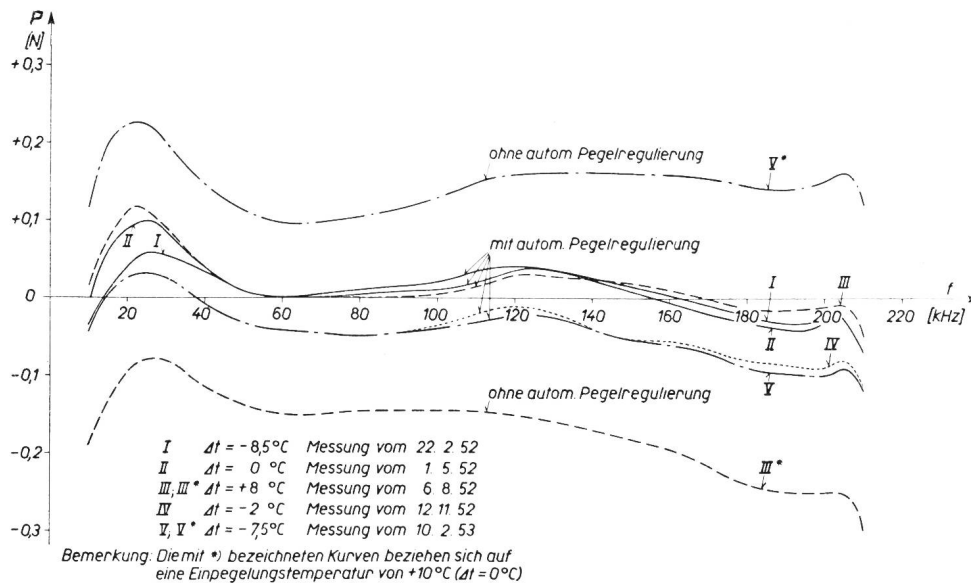 P
[N]
+0,3
+0,2
+0,1
0
-0,1
-0,2
-0,3
ohne autom. Pegelregulierung
V*
II
I
mit autom. Pegelregulierung
I
III
f
20 40 60 80 100 120 140 160 180 200 220
[kHz]
II
IV
V
ohne autom. Pegelregulierung
III*
I Δt = -8,5°C Messung vom 22. 2. 52
II Δt = 0 °C Messung vom 1. 5. 52
III; III* Δt = +8 °C Messung vom 6. 8. 52
IV Δt = -2 °C Messung vom 12. 11. 52
V; V* Δt = -7,5°C Messung vom 10. 2. 53
Bemerkung: Die mit *) bezeichneten Kurven beziehen sich auf
eine Einpegelungstemperatur von +10°C (Δt = 0°C)